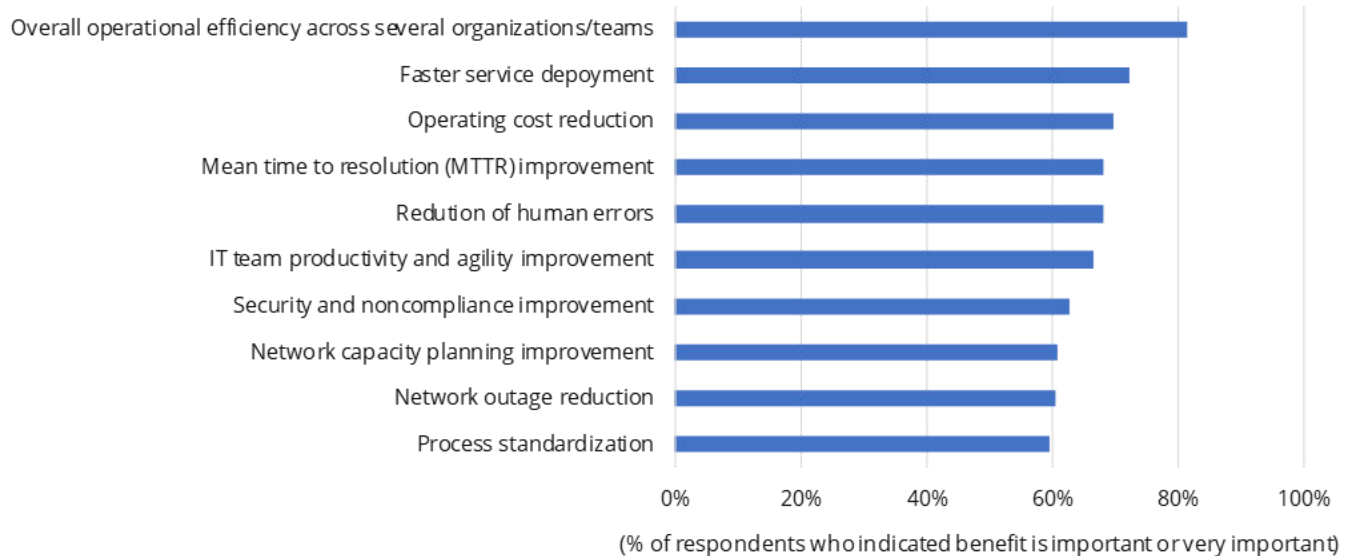 Overall operational efficiency across several organizations/teams
Faster service depoyment
Operating cost reduction
Mean time to resolution (MTTR) improvement
Redution of human errors
IT team productivity and agility improvement
Security and noncompliance improvement
Network capacity planning improvement
Network outage reduction
Process standardization
0% 20% 40% 60% 80% 100%
(% of respondents who indicated benefit is important or very important)